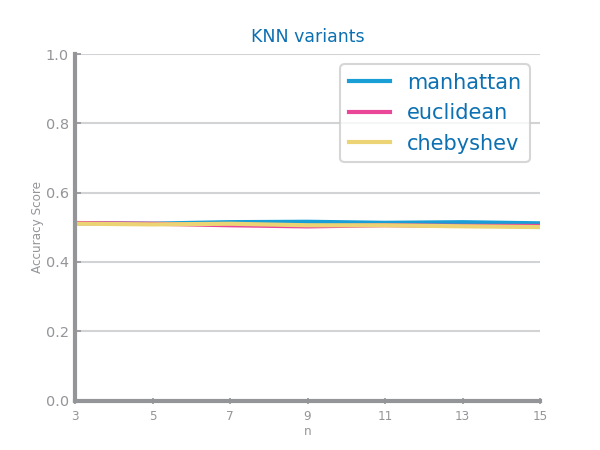 KNN variants
1.0
0.8
0.6
0.4
0.2
0.0
Accuracy Score
manhattan
euclidean
chebyshev
3 5 7 9 11 13 15
n